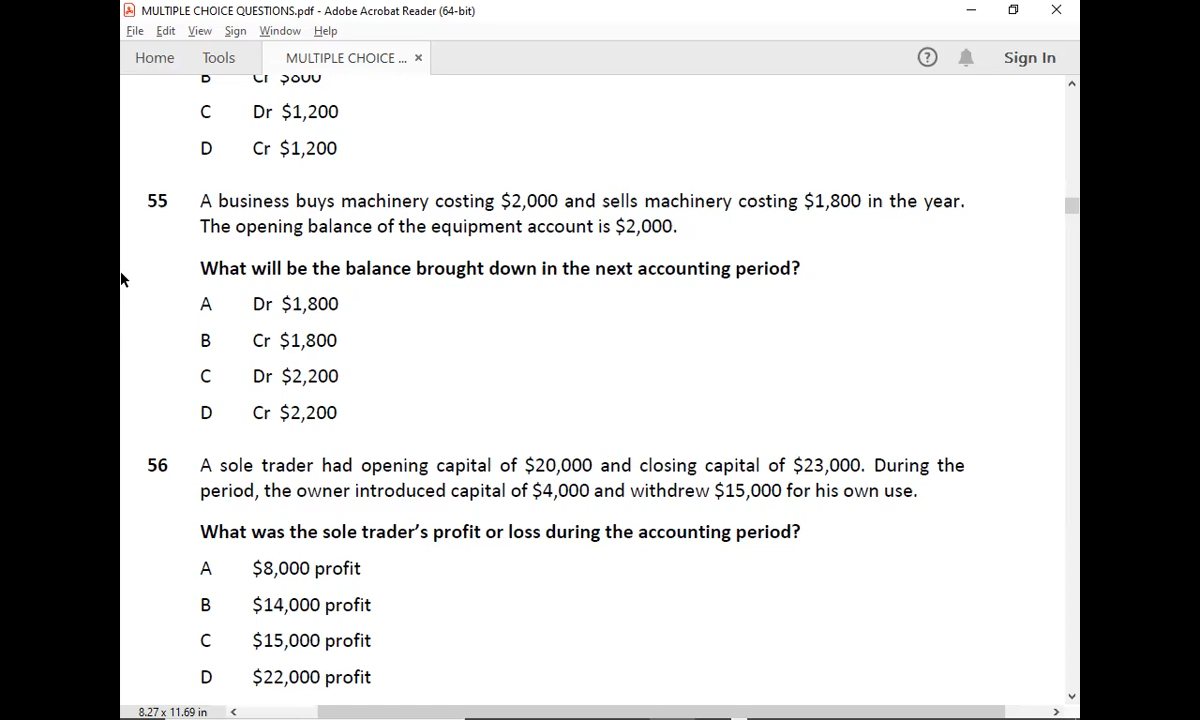 MULTIPLE CHOICE QUESTIONS.pdf - Adobe Acrobat Reader (64-bit)
File Edit View Sign Window Help
Home Tools MULTIPLE CHOICE ... × Sign In
B Cr $800
C Dr $1,200
D Cr $1,200
55 A business buys machinery costing $2,000 and sells machinery costing $1,800 in the year.
The opening balance of the equipment account is $2,000.
What will be the balance brought down in the next accounting period?
A Dr $1,800
B Cr $1,800
C Dr $2,200
D Cr $2,200
56 A sole trader had opening capital of $20,000 and closing capital of $23,000. During the
period, the owner introduced capital of $4,000 and withdrew $15,000 for his own use.
What was the sole trader’s profit or loss during the accounting period?
A $8,000 profit
B $14,000 profit
C $15,000 profit
D $22,000 profit
8.27 x 11.69 in